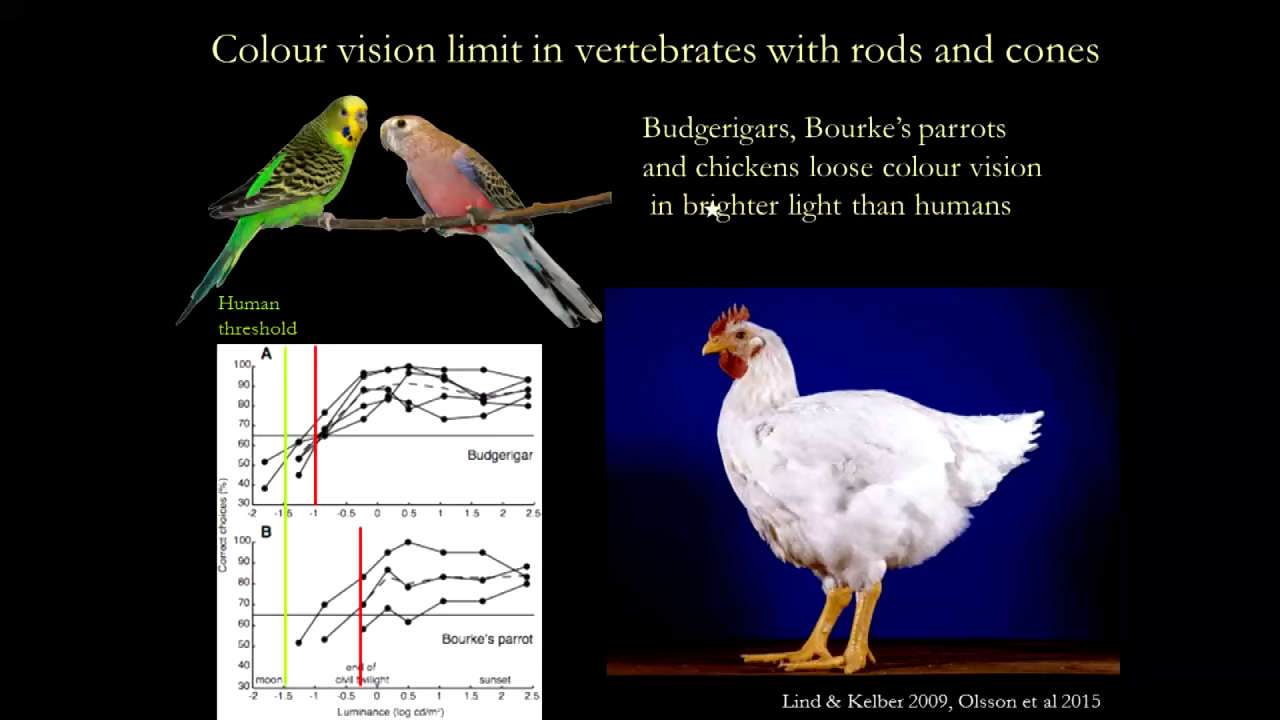 Colour vision limit in vertebrates with rods and cones
Budgerigars, Bourke's parrots
and chickens loose colour vision
in brighter light than humans
Human
threshold
A
100
90
80
70
60
50
40
30
Budgerigar
-2 -1.5 -1 -0.5 0 0.5 1 1.5 2 2.5
Correct choices (%)
B
100
90
80
70
60
50
40
30
Bourke's parrot
moon end of civil twilight sunset
-2 -1.5 -1 -0.5 0 0.5 1 1.5 2 2.5
Luminance (log cd/m²)
Lind & Kelber 2009, Olsson et al 2015